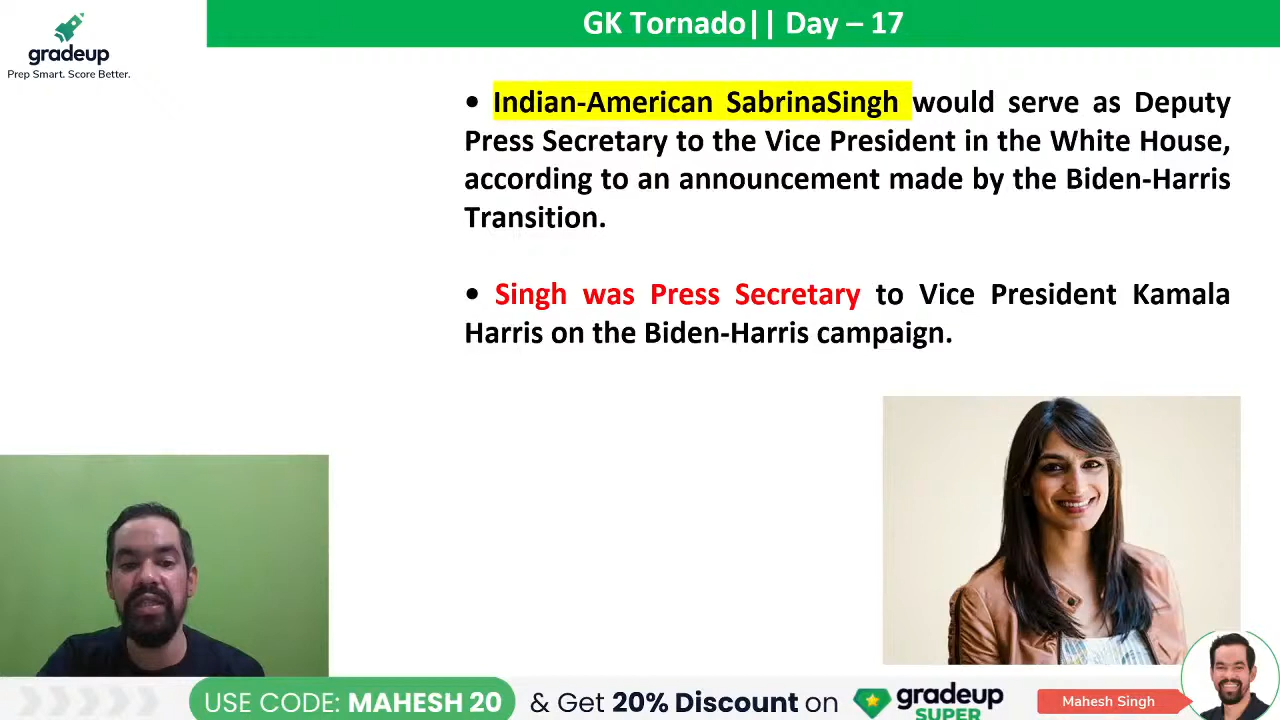 GK Tornado|| Day – 17
gradeup
Prep Smart. Score Better.
• Indian-American SabrinaSingh would serve as Deputy
Press Secretary to the Vice President in the White House,
according to an announcement made by the Biden-Harris
Transition.
• Singh was Press Secretary to Vice President Kamala
Harris on the Biden-Harris campaign.
USE CODE: MAHESH 20 & Get 20% Discount on gradeup
SUPER
Mahesh Singh